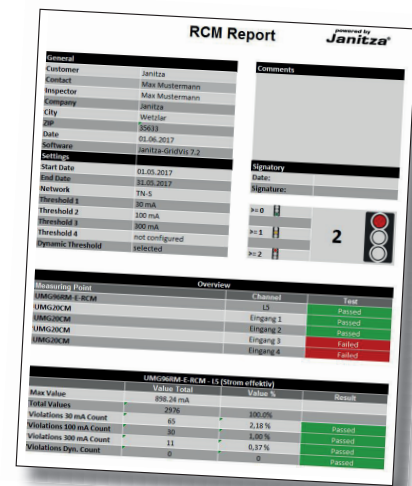 RCM Report
powered by
Janitza®
General
Customer Janitza
Contact Max Mustermann
Inspector Max Mustermann
Company Janitza
City Wetzlar
ZIP 35633
Date 01.06.2017
Software Janitza-GridVis 7.2
Settings
Start Date 01.05.2017
End Date 31.05.2017
Network TN-S
Threshold 1 30 mA
Threshold 2 100 mA
Threshold 3 300 mA
Threshold 4 not configured
Dynamic Threshold selected
Comments
Signatory
Date:
Signature:
>= 0
>= 1
>= 2
2
Overview
Measuring Point Channel Test
UMG96RM-E-RCM L5 Passed
UMG20CM Eingang 1 Passed
UMG20CM Eingang 2 Passed
UMG20CM Eingang 3 Failed
UMG20CM Eingang 4 Failed
UMG96RM-E-RCM - L5 (Strom effektiv)
Value Total Value % Result
Max Value 898.24 mA
Total Values 2976 100,0%
Violations 30 mA Count 65 2,18 % Passed
Violations 100 mA Count 30 1,00 % Passed
Violations 300 mA Count 11 0,37 % Passed
Violations Dyn. Count 0 0 Passed